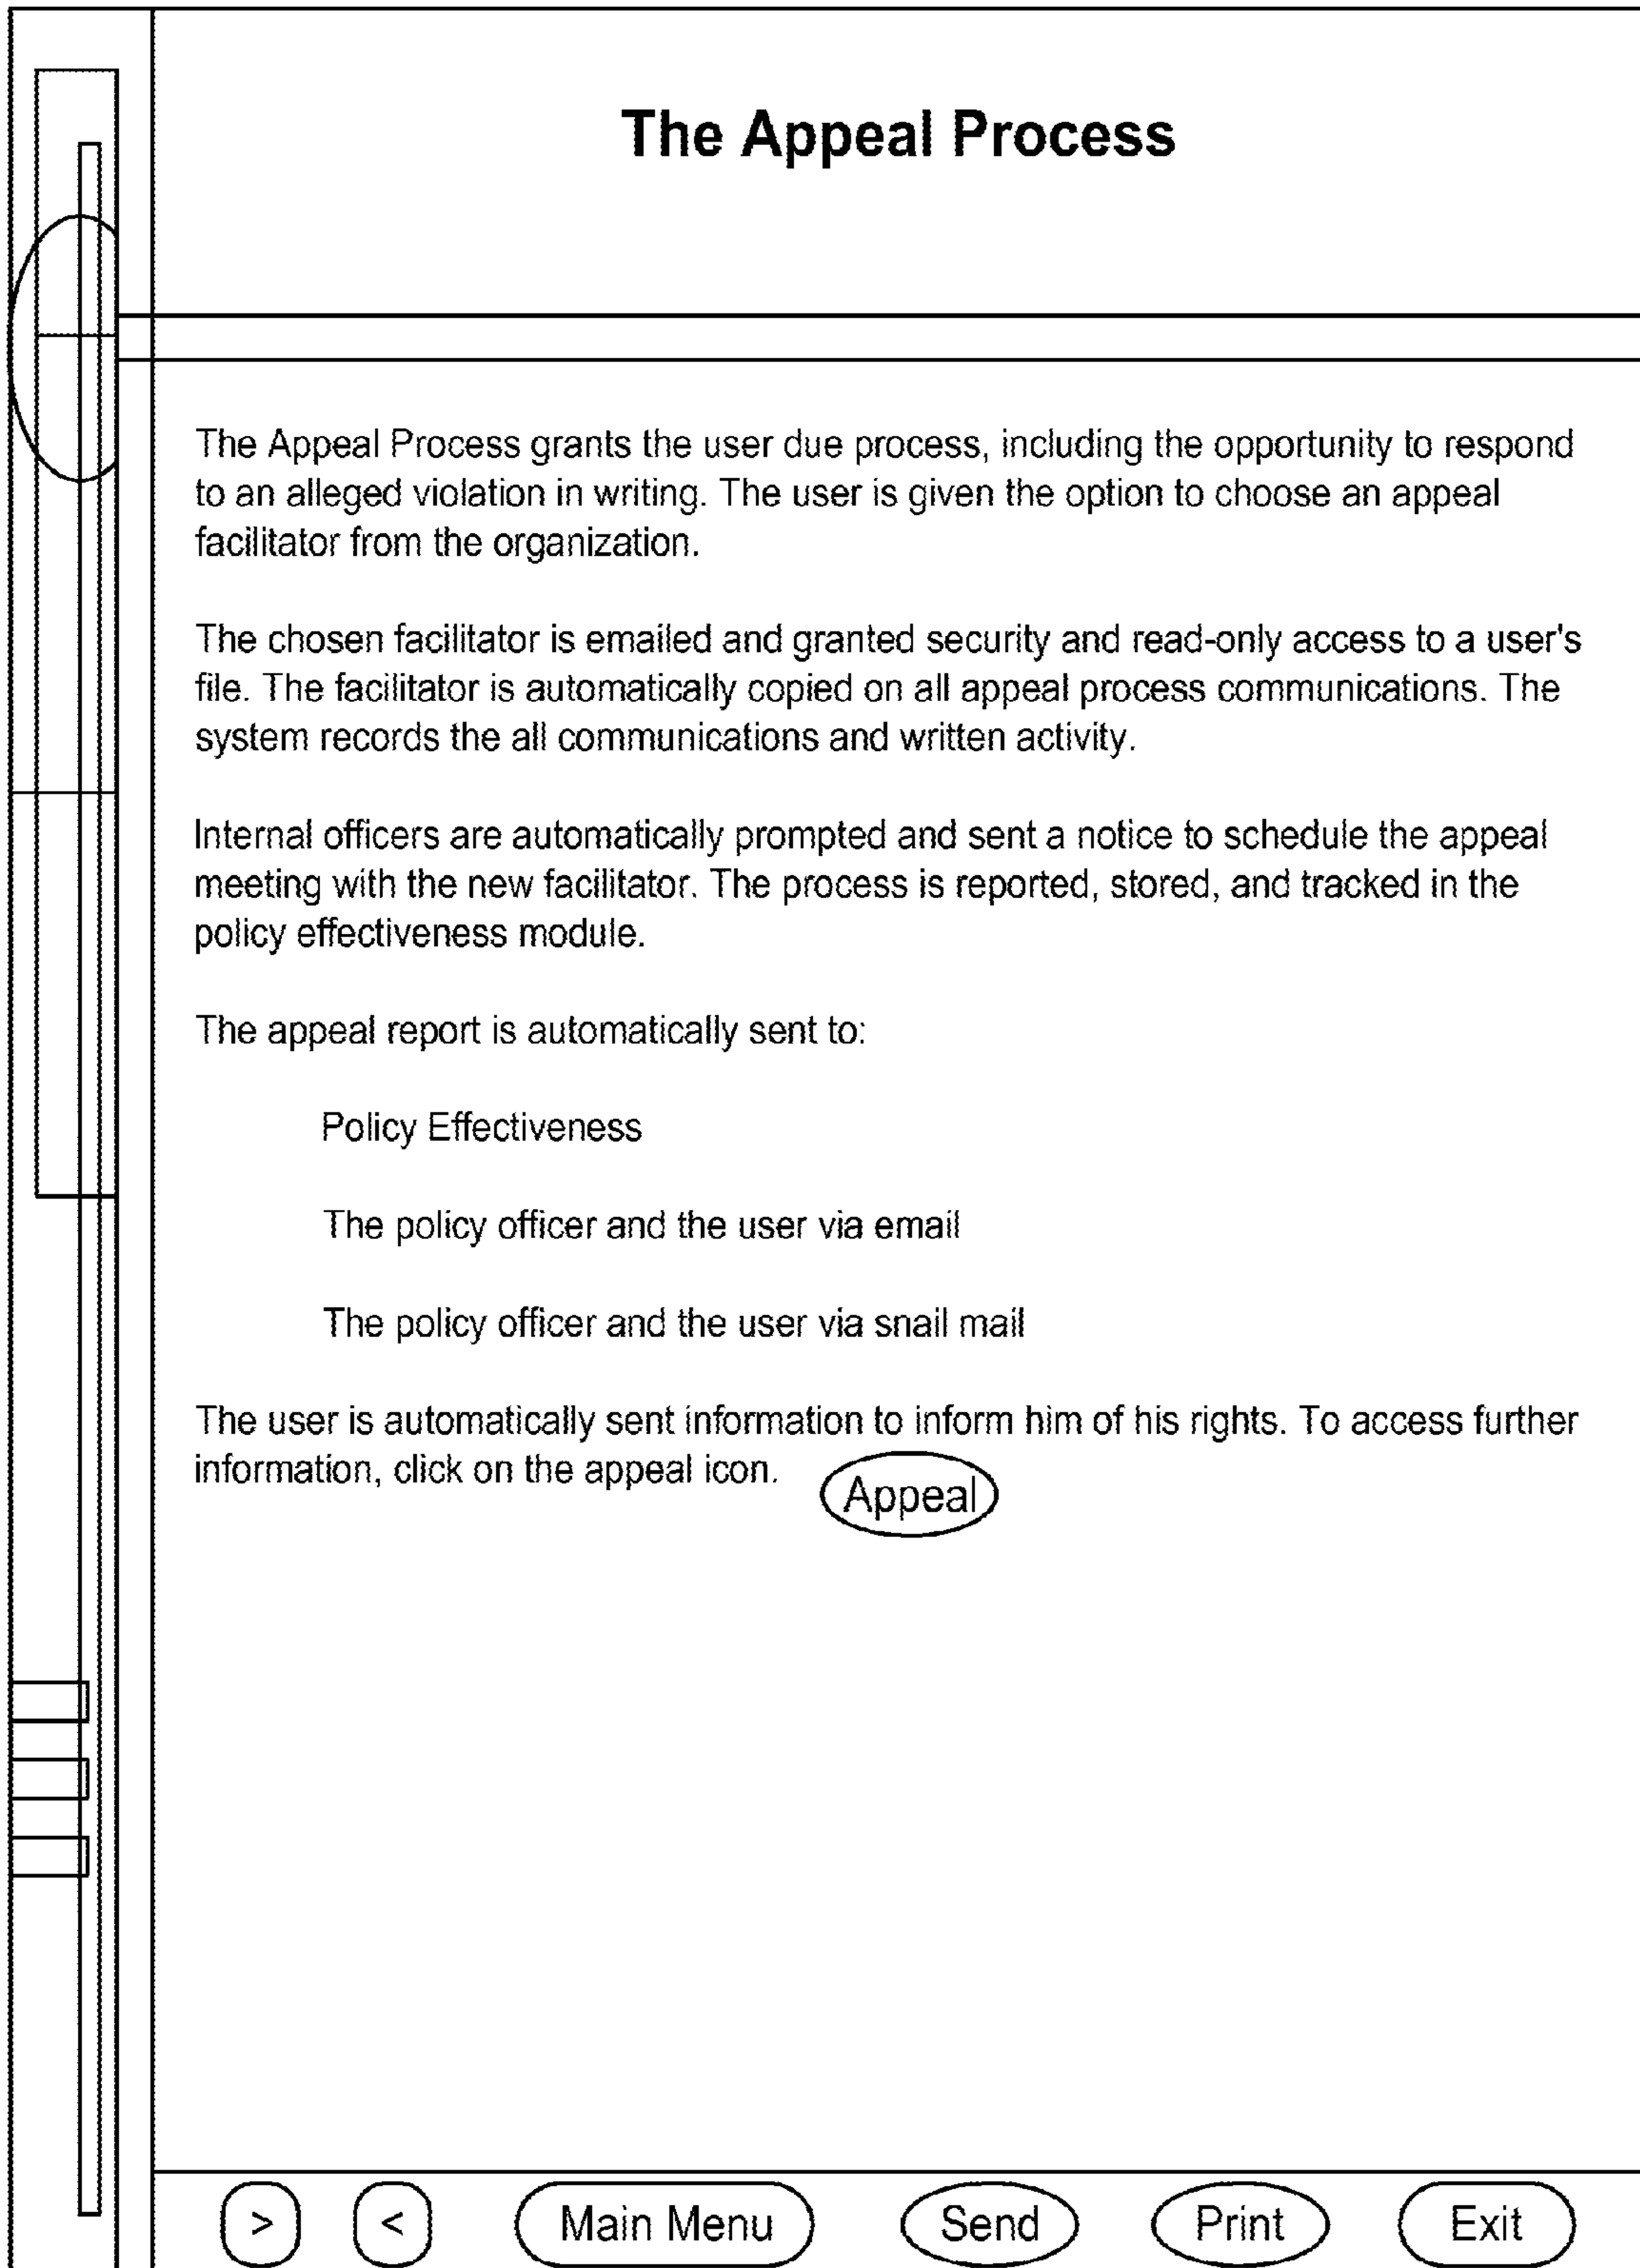 The Appeal Process
The Appeal Process grants the user due process, including the opportunity to respond
to an alleged violation in writing. The user is given the option to choose an appeal
facilitator from the organization.
The chosen facilitator is emailed and granted security and read-only access to a user's
file. The facilitator is automatically copied on all appeal process communications. The
system records the all communications and written activity.
Internal officers are automatically prompted and sent a notice to schedule the appeal
meeting with the new facilitator. The process is reported, stored, and tracked in the
policy effectiveness module.
The appeal report is automatically sent to:
Policy Effectiveness
The policy officer and the user via email
The policy officer and the user via snail mail
The user is automatically sent information to inform him of his rights. To access further
information, click on the appeal icon. Appeal
> < Main Menu Send Print Exit